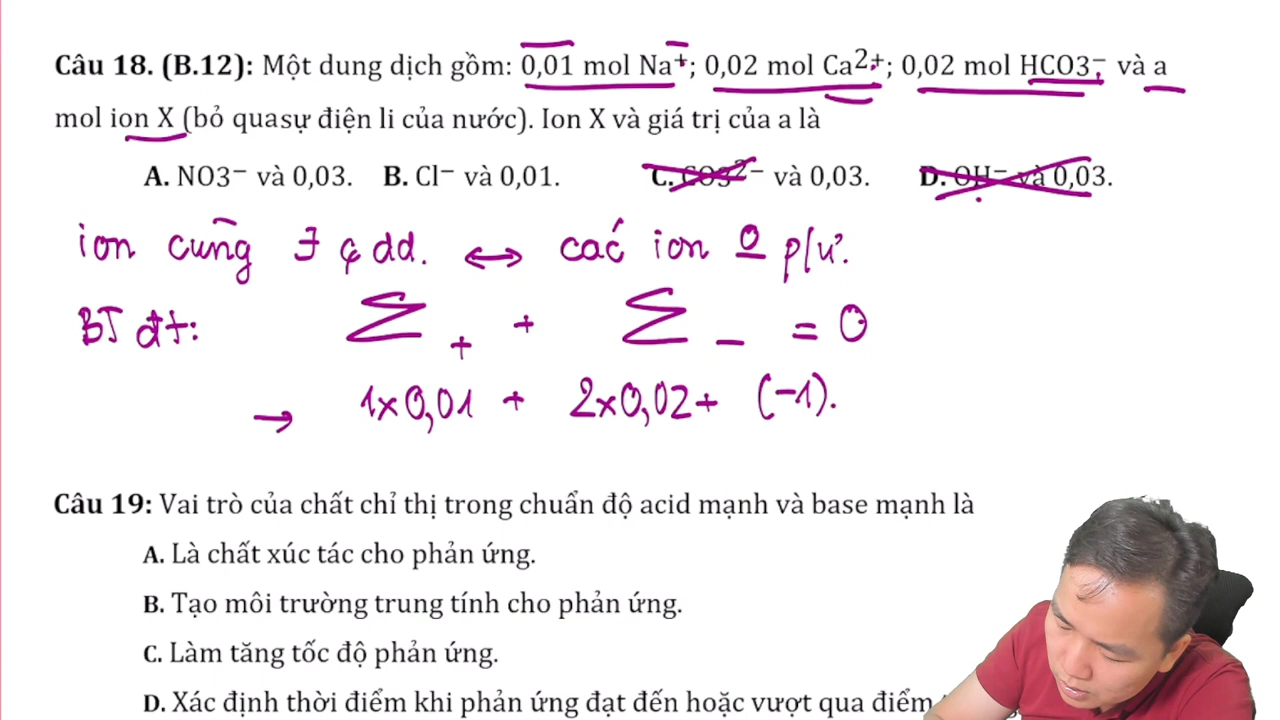 Câu 18. (B.12): Một dung dịch gồm: 0,01 mol Na⁺; 0,02 mol Ca²⁺; 0,02 mol HCO3⁻ và a
mol ion X (bỏ quasự điện li của nước). Ion X và giá trị của a là
A. NO3⁻ và 0,03. B. Cl⁻ và 0,01. C. CO3²⁻ và 0,03. D. OH⁻ và 0,03.
ion cùng ∃ dd. ⟷ các ion 0 p/ư.
BT đt: Σ₊ + Σ₋ = 0
→ 1x0,01 + 2x0,02+ (-1).
Câu 19: Vai trò của chất chỉ thị trong chuẩn độ acid mạnh và base mạnh là
A. Là chất xúc tác cho phản ứng.
B. Tạo môi trường trung tính cho phản ứng.
C. Làm tăng tốc độ phản ứng.
D. Xác định thời điểm khi phản ứng đạt đến hoặc vượt qua điểm